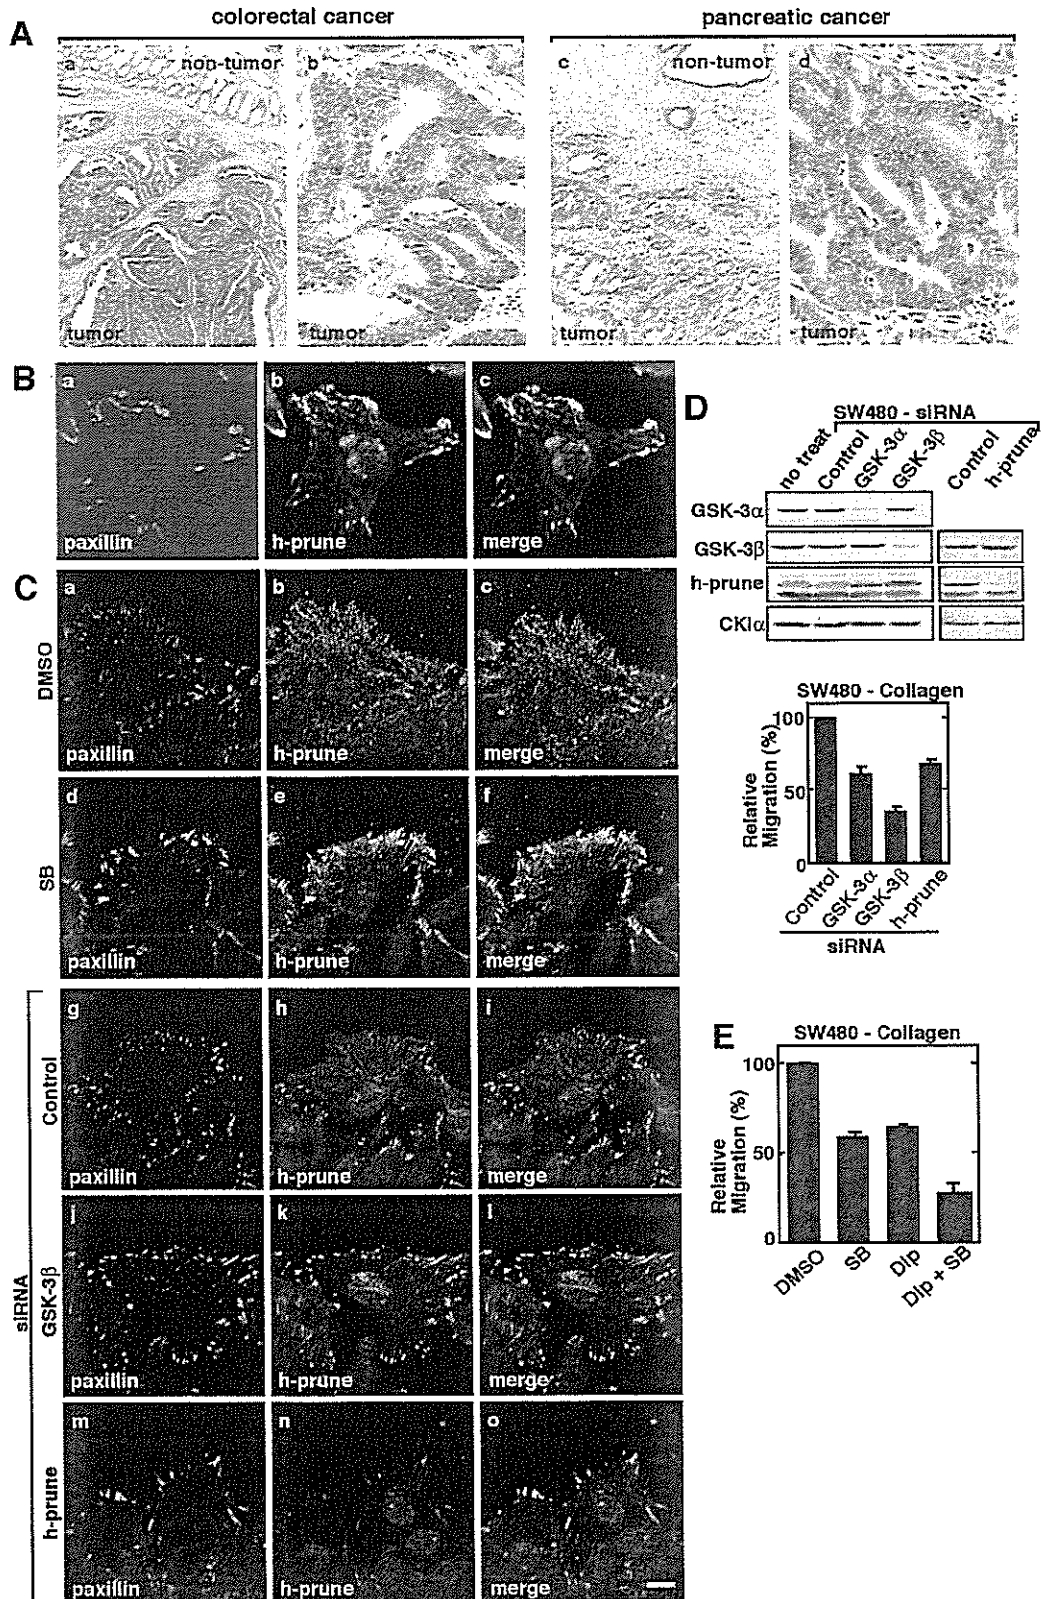 A
colorectal cancer
pancreatic cancer
a
non-tumor
tumor
b
tumor
c
non-tumor
tumor
d
tumor
B
a
paxillin
b
h-prune
c
merge
C
DMSO
a
paxillin
b
h-prune
c
merge
SB
d
paxillin
e
h-prune
f
merge
siRNA
Control
g
paxillin
h
h-prune
i
merge
GSK-3β
j
paxillin
k
h-prune
l
merge
h-prune
m
paxillin
n
h-prune
o
merge
D
SW480 - siRNA
no treat
Control
GSK-3α
GSK-3β
Control
h-prune
GSK-3α
GSK-3β
h-prune
CKIα
SW480 - Collagen
Relative
Migration (%)
100
50
0
Control
GSK-3α
GSK-3β
h-prune
siRNA
E
SW480 - Collagen
Relative
Migration (%)
100
50
0
DMSO
SB
Dip
Dip + SB